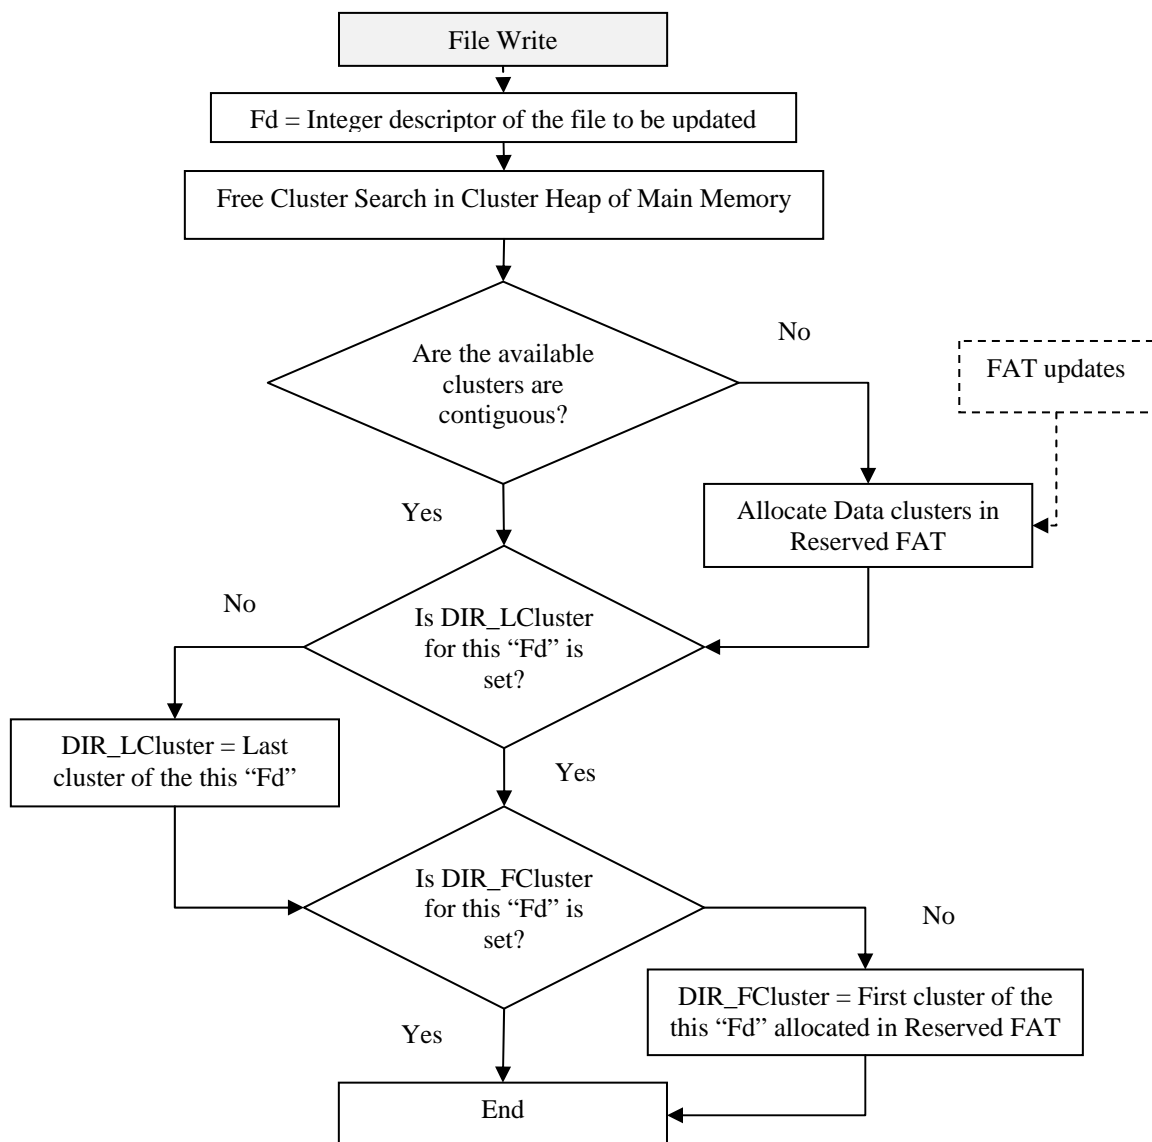 File Write
Fd = Integer descriptor of the file to be updated
Free Cluster Search in Cluster Heap of Main Memory
Are the available
clusters are
contiguous?
No
FAT updates
Yes
Allocate Data clusters in
Reserved FAT
No
Is DIR_LCluster
for this “Fd” is
set?
DIR_LCluster = Last
cluster of the this “Fd”
Yes
Is DIR_FCluster
for this “Fd” is
set?
No
DIR_FCluster = First cluster of the
this “Fd” allocated in Reserved FAT
Yes
End